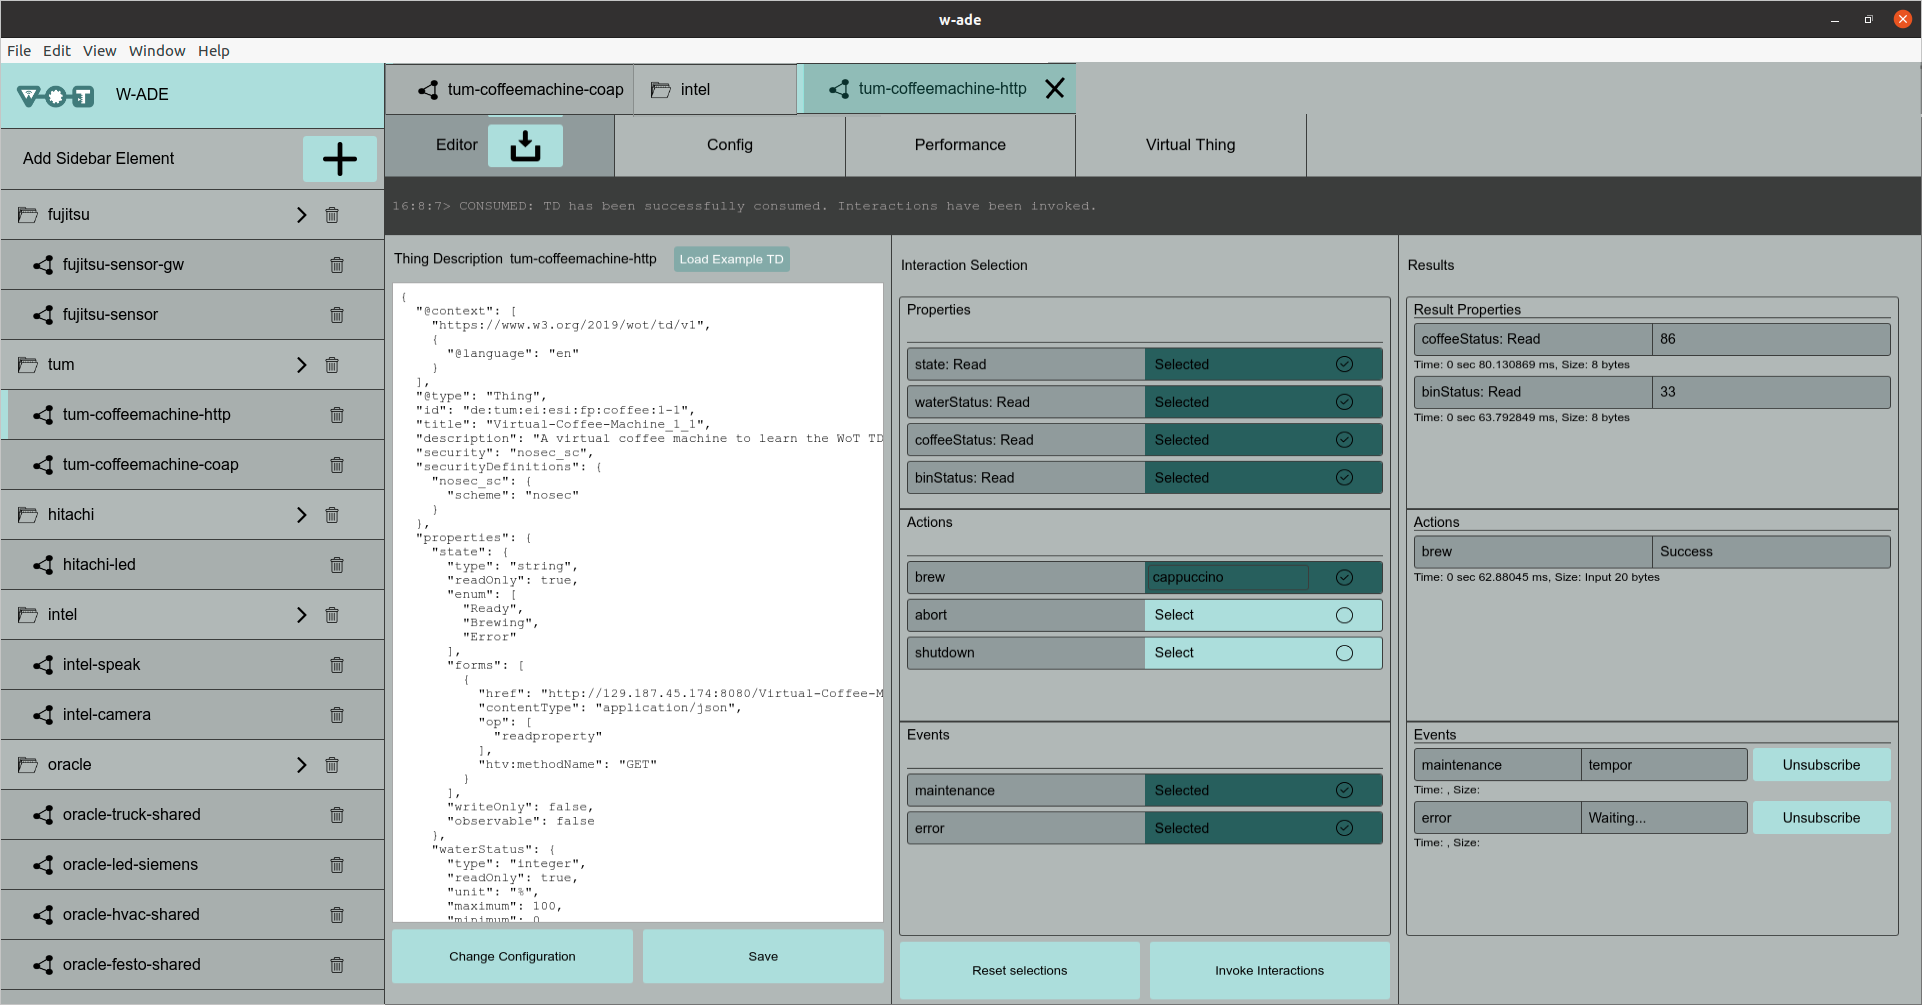 w-ade
File Edit View Window Help
WOT W-ADE
Add Sidebar Element
fujitsu
fujitsu-sensor-gw
fujitsu-sensor
tum
tum-coffeemachine-http
tum-coffeemachine-coap
hitachi
hitachi-led
intel
intel-speak
intel-camera
oracle
oracle-truck-shared
oracle-led-siemens
oracle-hvac-shared
oracle-festo-shared
tum-coffeemachine-coap intel tum-coffeemachine-http
Editor Config Performance Virtual Thing
16:8:7> CONSUMED: TD has been successfully consumed. Interactions have been invoked.
Thing Description tum-coffeemachine-http Load Example TD
{
"@context": [
"https://www.w3.org/2019/wot/td/v1",
{
"@language": "en"
}
],
"@type": "Thing",
"id": "de:tum:ei:esi:fp:coffee:1-1",
"title": "Virtual-Coffee-Machine_1_1",
"description": "A virtual coffee machine to learn the WoT TD
"security": "nosec_sc",
"securityDefinitions": {
"nosec_sc": {
"scheme": "nosec"
}
},
"properties": {
"state": {
"type": "string",
"readOnly": true,
"enum": [
"Ready",
"Brewing",
"Error"
],
"forms": [
{
"href": "http://129.187.45.174:8080/Virtual-Coffee-M
"contentType": "application/json",
"op": [
"readproperty"
],
"htv:methodName": "GET"
}
],
"writeOnly": false,
"observable": false
},
"waterStatus": {
"type": "integer",
"readOnly": true,
"unit": "%",
"maximum": 100,
"minimum": 0
Change Configuration Save
Interaction Selection
Properties
state: Read Selected
waterStatus: Read Selected
coffeeStatus: Read Selected
binStatus: Read Selected
Actions
brew cappuccino
abort Select
shutdown Select
Events
maintenance Selected
error Selected
Reset selections Invoke Interactions
Results
Result Properties
coffeeStatus: Read 86
Time: 0 sec 80.130869 ms, Size: 8 bytes
binStatus: Read 33
Time: 0 sec 63.792849 ms, Size: 8 bytes
Actions
brew Success
Time: 0 sec 62.88045 ms, Size: Input 20 bytes
Events
maintenance tempor Unsubscribe
Time: , Size:
error Waiting... Unsubscribe
Time: , Size: